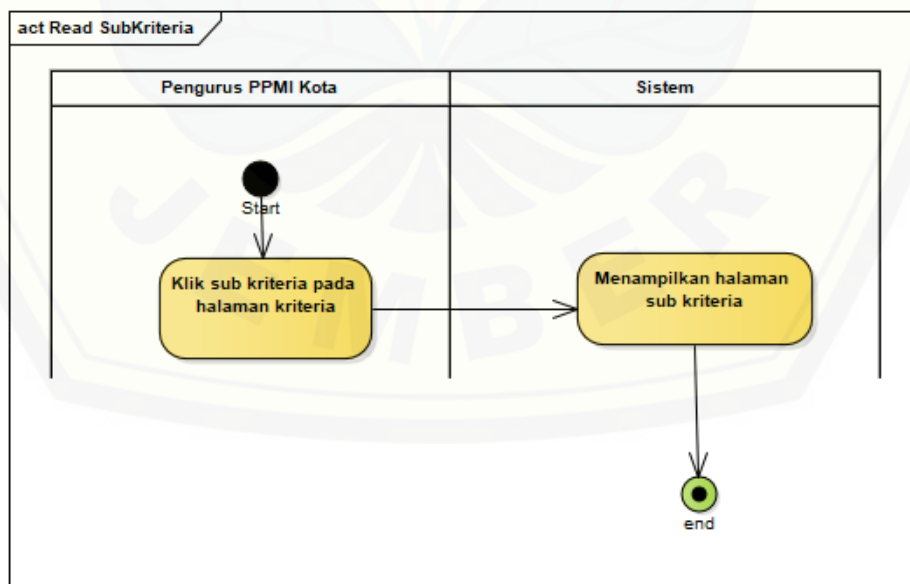 act Read SubKriteria
Pengurus PPMI Kota
Sistem
Start
Klik sub kriteria pada
halaman kriteria
Menampilkan halaman
sub kriteria
end
JEMBER